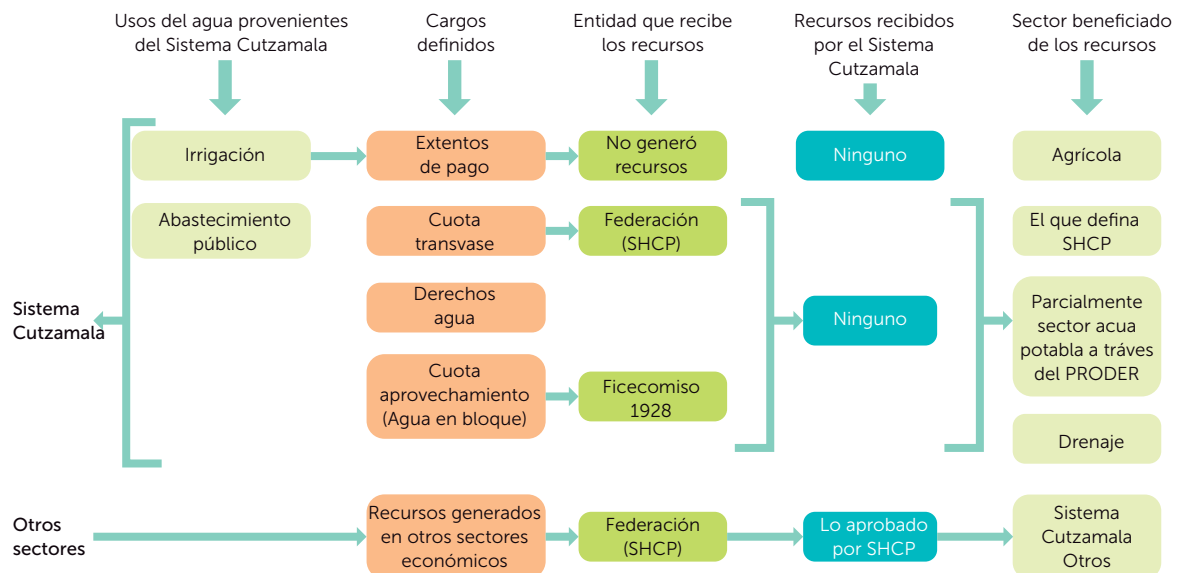 Usos del agua provenientes
del Sistema Cutzamala
Cargos
definidos
Entidad que recibe
los recursos
Recursos recibidos
por el Sistema
Cutzamala
Sector beneficiado
de los recursos
Irrigación
Extentos
de pago
No generó
recursos
Ninguno
Agrícola
Abastecimiento
público
Cuota
transvase
Federación
(SHCP)
El que defina
SHCP
Sistema
Cutzamala
Derechos
agua
Ninguno
Parcialmente
sector acua
potabla a tráves
del PRODER
Cuota
aprovechamiento
(Agua en bloque)
Ficecomiso
1928
Drenaje
Otros
sectores
Recursos generados
en otros sectores
económicos
Federación
(SHCP)
Lo aprobado
por SHCP
Sistema
Cutzamala
Otros